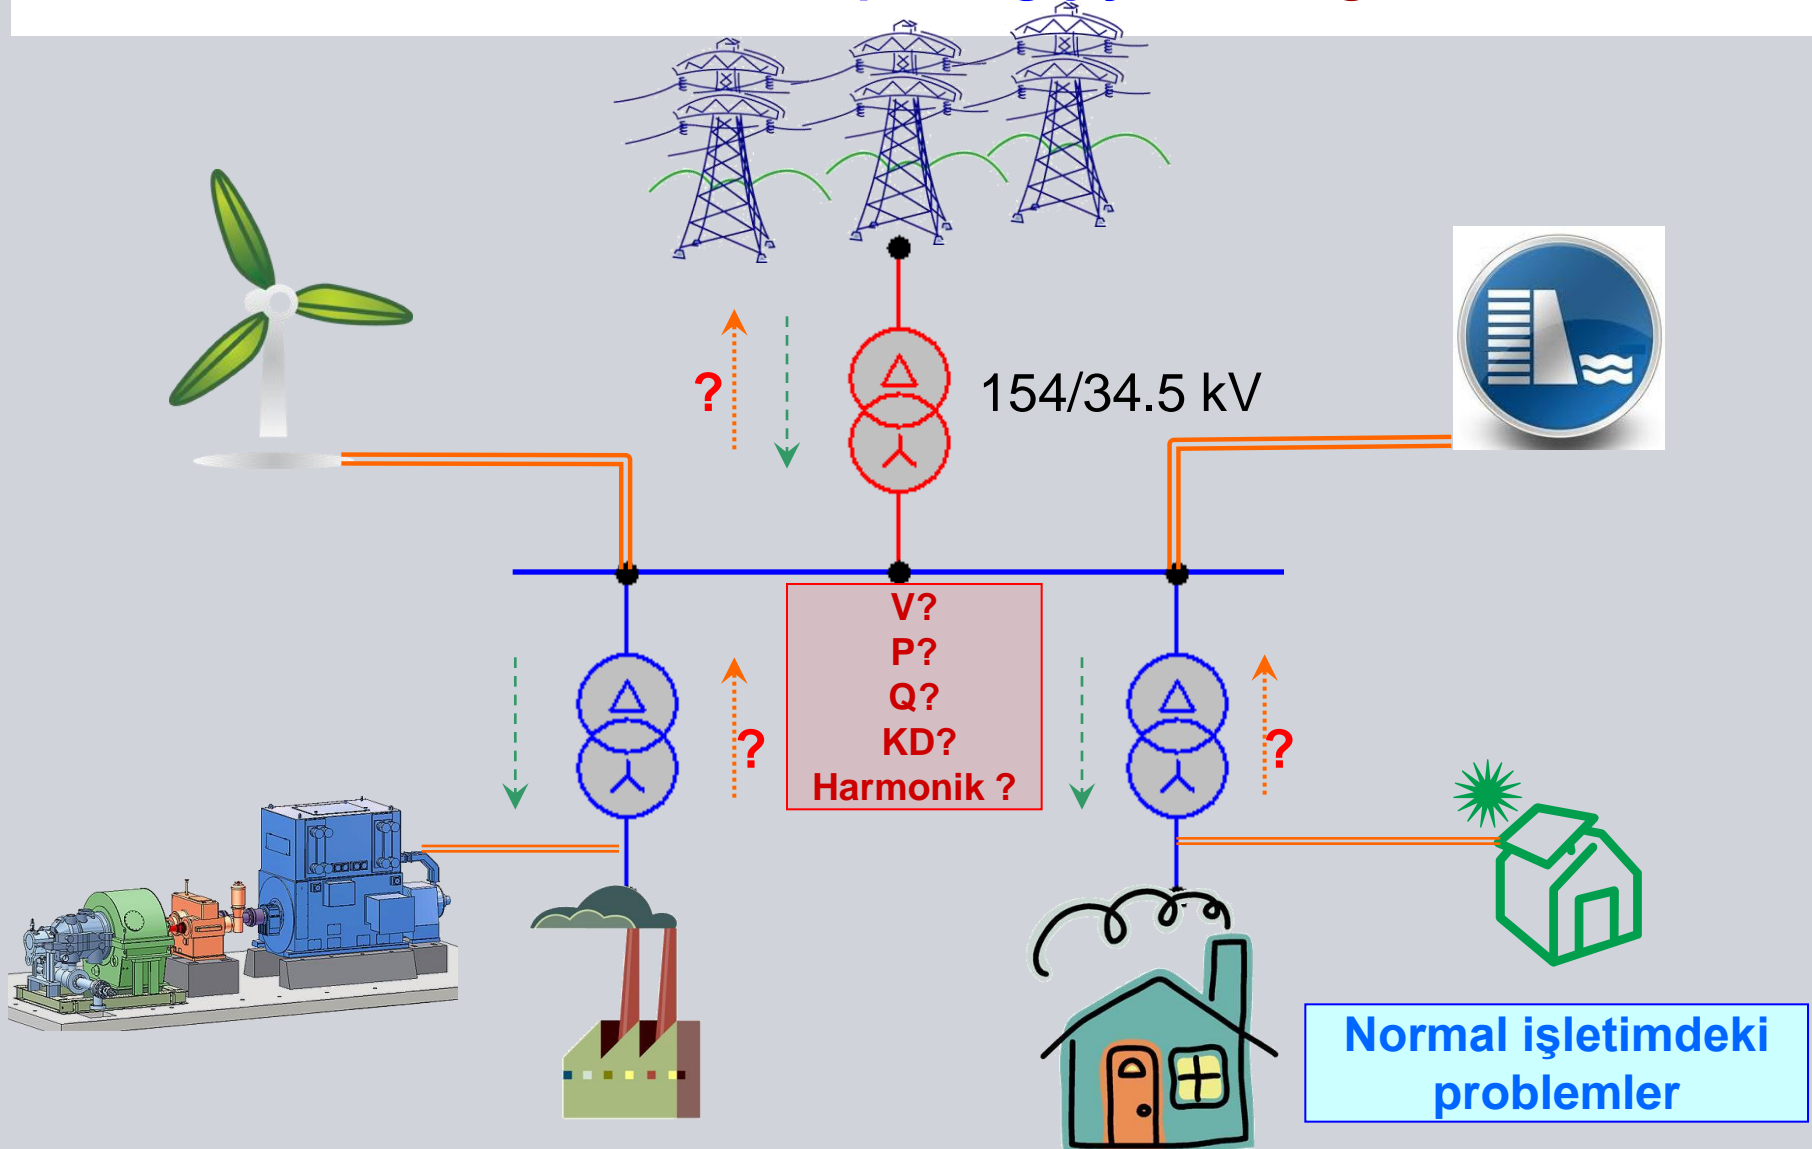 ?
154/34.5 kV
V?
P?
Q?
KD?
Harmonik ?
?
?
Normal işletimdeki
problemler